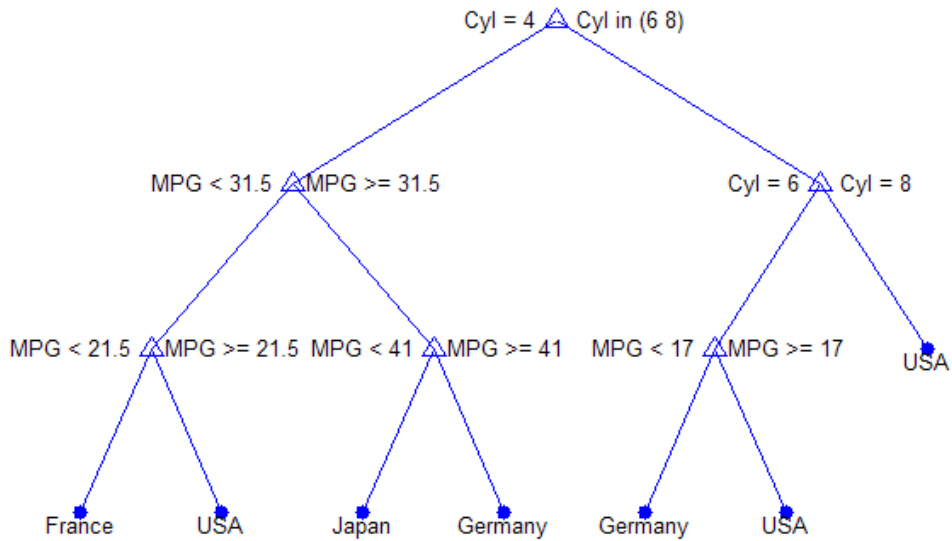 Cyl = 4 Cyl in (6 8)
MPG < 31.5 MPG >= 31.5 Cyl = 6 Cyl = 8
MPG < 21.5 MPG >= 21.5 MPG < 41 MPG >= 41 MPG < 17 MPG >= 17 USA
France USA Japan Germany Germany USA